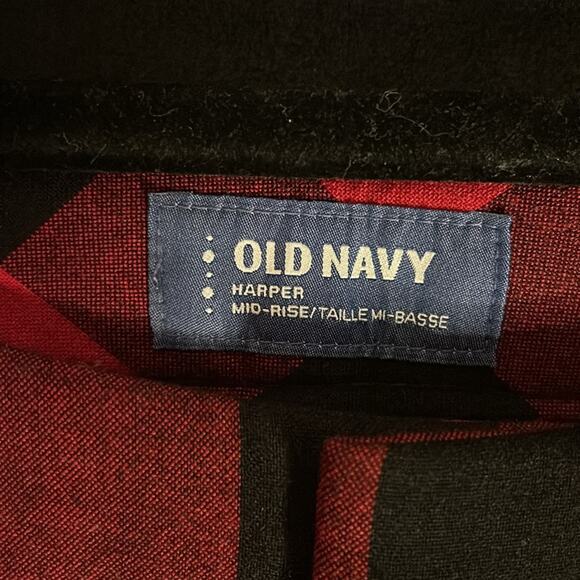 OLD NAVY
HARPER
MID-RISE/TAILLE MI-BASSE